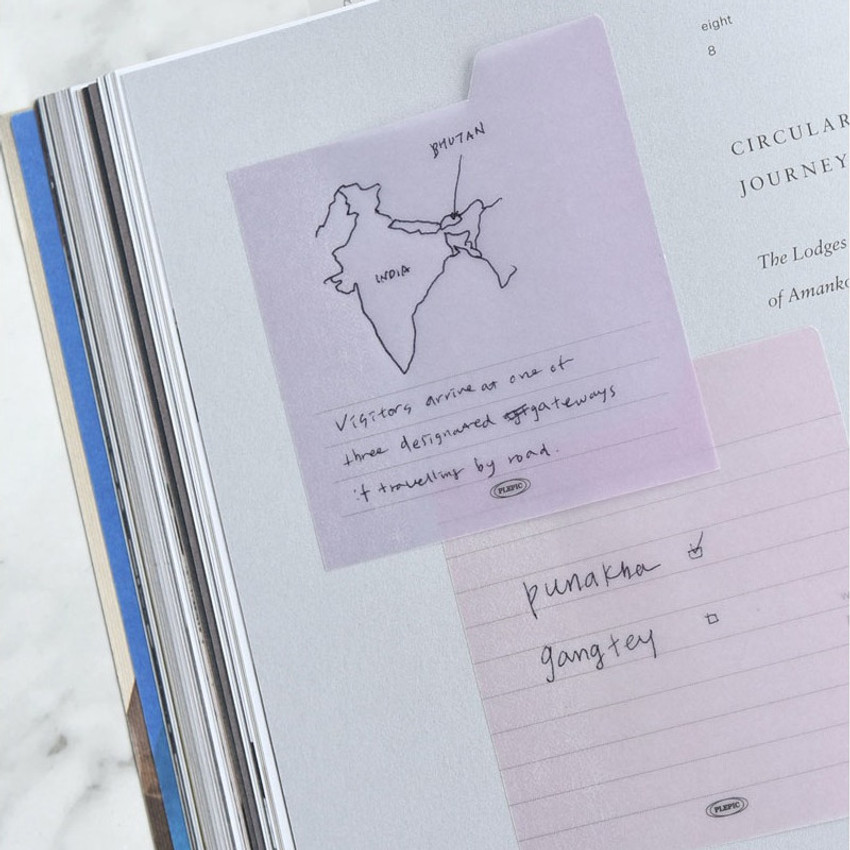 eight
8
CIRCULAR
JOURNEY
The Lodges
of Amanko
BHUTAN
INDIA
Visitors arrive at one of
three designated gateways
if travelling by road.
PLEPIC
punakha
gangtey
PLEPIC